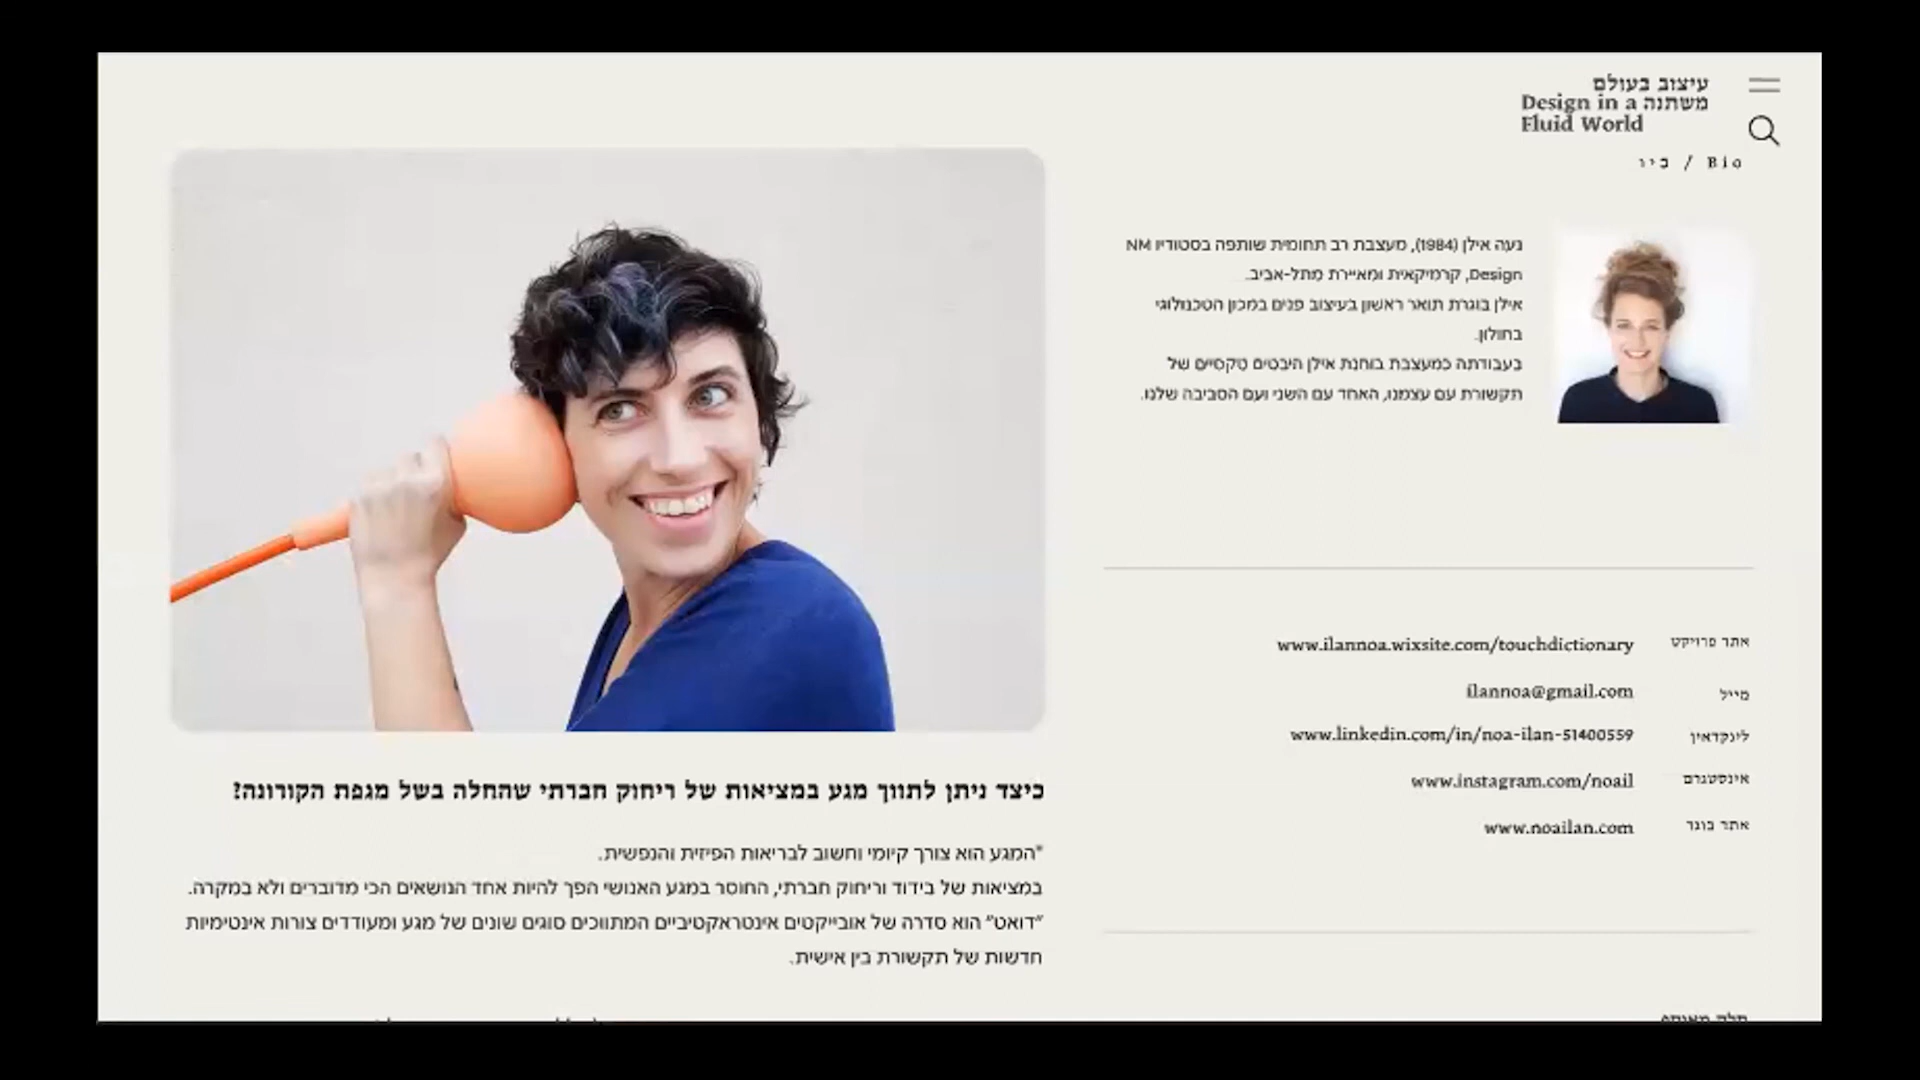 עיצוב בעולם
משתנה Design in a
Fluid World
ביו / Bio
נעה אילן (1984), מעצבת רב תחומית שותפה בסטודיו NM
Design, קרמיקאית ומאיירת מתל-אביב.
אילן בוגרת תואר ראשון בעיצוב פנים במכון הטכנולוגי
בחולון.
בעבודתה כמעצבת בוחנת אילן היבטים טקסיים של
תקשורת עם עצמנו, האחד עם השני ועם הסביבה שלנו.
אתר פרויקט www.ilannoa.wixsite.com/touchdictionary
מייל ilannoa@gmail.com
לינקדאין www.linkedin.com/in/noa-ilan-51400559
אינסטגרם www.instagram.com/noail
אתר בוגר www.noailan.com
כיצד ניתן לתווך מגע במציאות של ריחוק חברתי שהחלה בשל מגפת הקורונה?
"המגע הוא צורך קיומי וחשוב לבריאות הפיזית והנפשית.
במציאות של בידוד וריחוק חברתי, החוסר במגע האנושי הפך להיות אחד הנושאים הכי מדוברים ולא במקרה.
"דואט" הוא סדרה של אובייקטים אינטראקטיביים המתווכים סוגים שונים של מגע ומעודדים צורות אינטימיות
חדשות של תקשורת בין אישית.